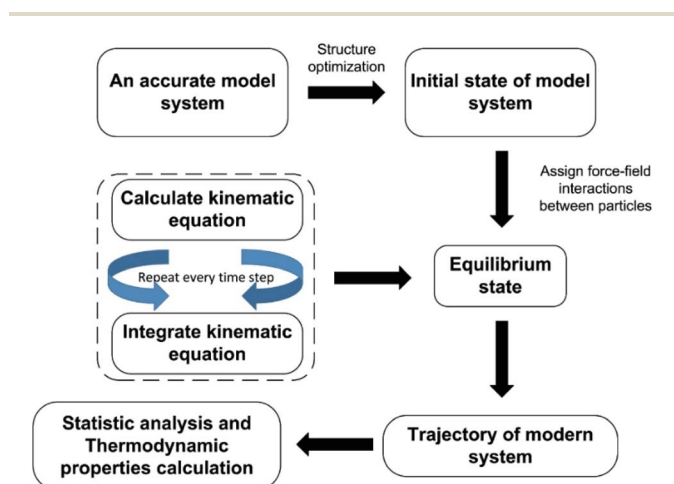 An accurate model
system
Structure
optimization
Initial state of model
system
Assign force-field
interactions
between particles
Calculate kinematic
equation
Repeat every time step
Integrate kinematic
equation
Equilibrium
state
Trajectory of modern
system
Statistic analysis and
Thermodynamic
properties calculation